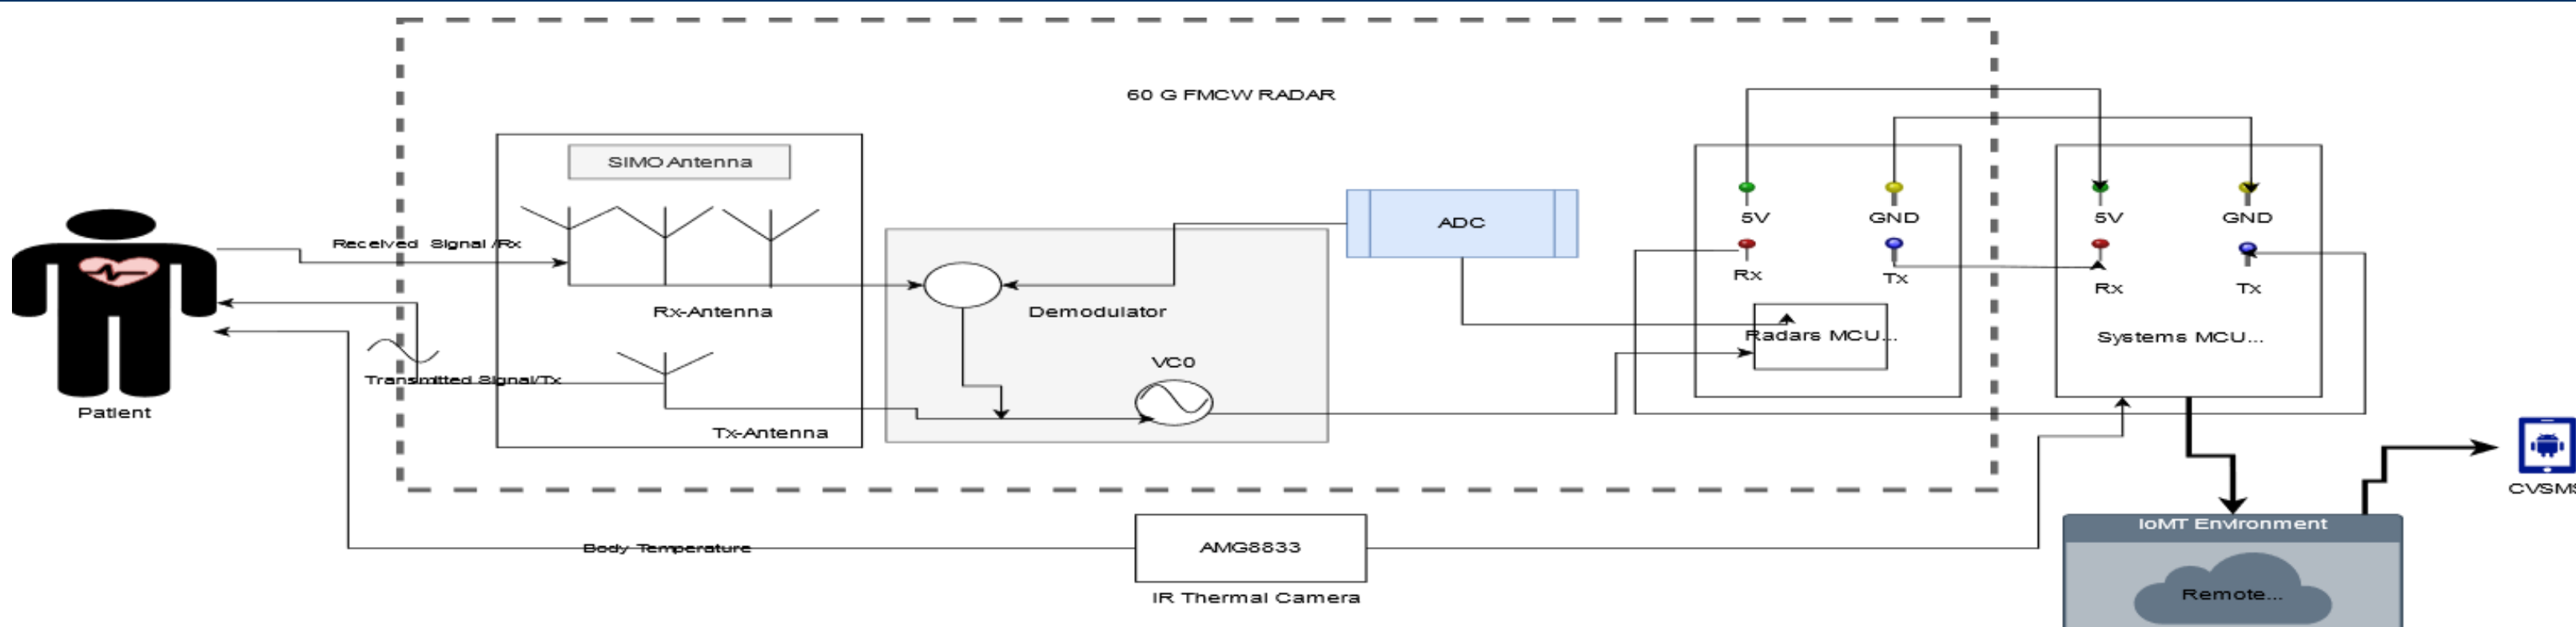 60 G FMCW RADAR
SIMO Antenna
Received Signal /Rx
Rx-Antenna
Transmitted Signal/Tx
Tx-Antenna
Patient
Demodulator
VC0
ADC
5V
GND
Rx
Tx
Radars MCU...
5V
GND
Rx
Tx
Systems MCU...
Body Temperature
AMG8833
IR Thermal Camera
IoMT Environment
Remote...